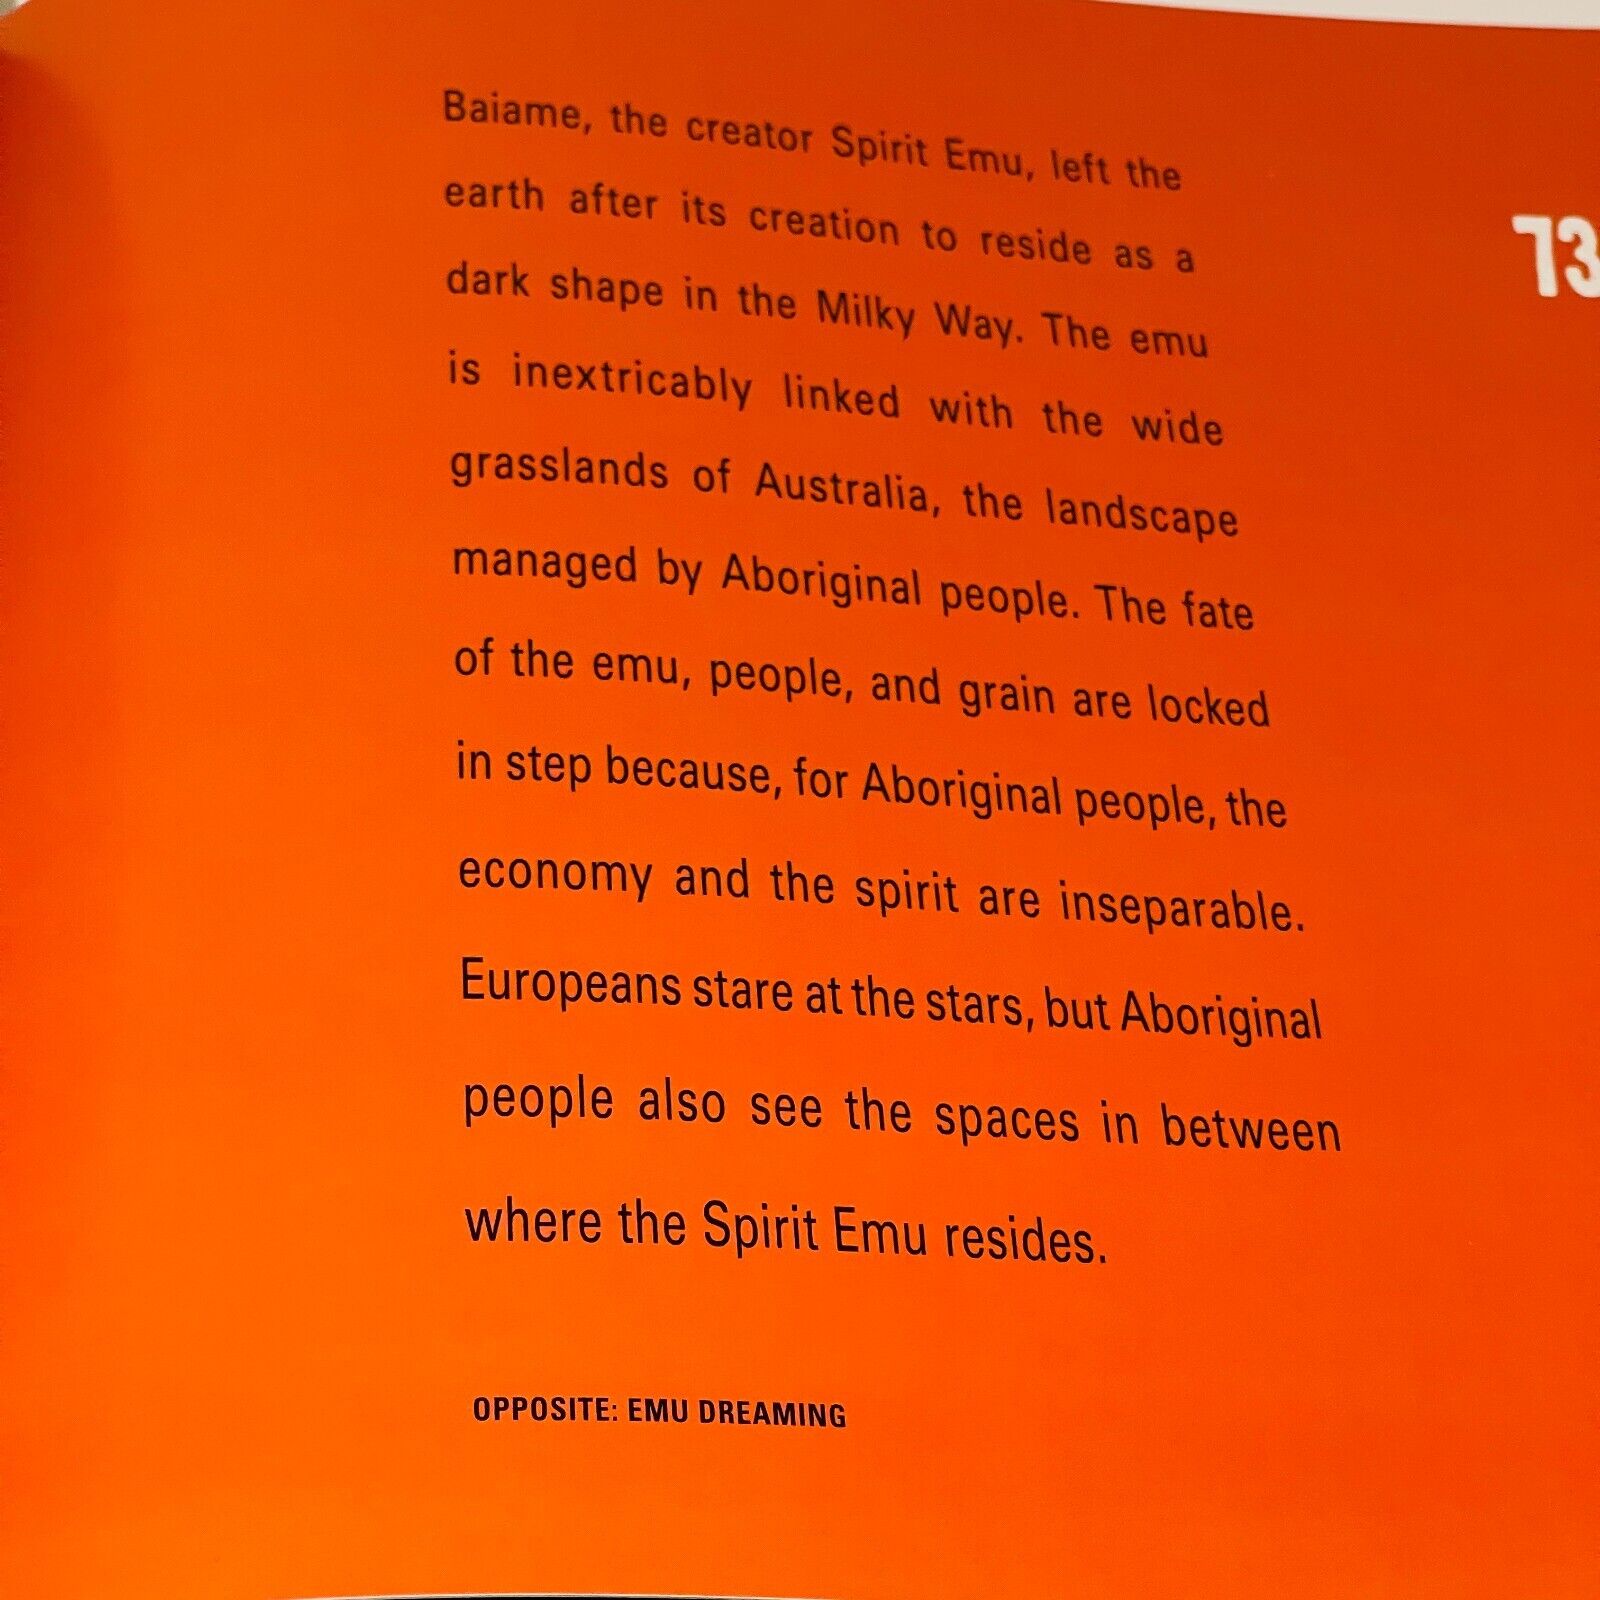 Baiame, the creator Spirit Emu, left the
earth after its creation to reside as a
dark shape in the Milky Way. The emu
is inextricably linked with the wide
grasslands of Australia, the landscape
managed by Aboriginal people. The fate
of the emu, people, and grain are locked
in step because, for Aboriginal people, the
economy and the spirit are inseparable.
Europeans stare at the stars, but Aboriginal
people also see the spaces in between
where the Spirit Emu resides.
OPPOSITE: EMU DREAMING
73